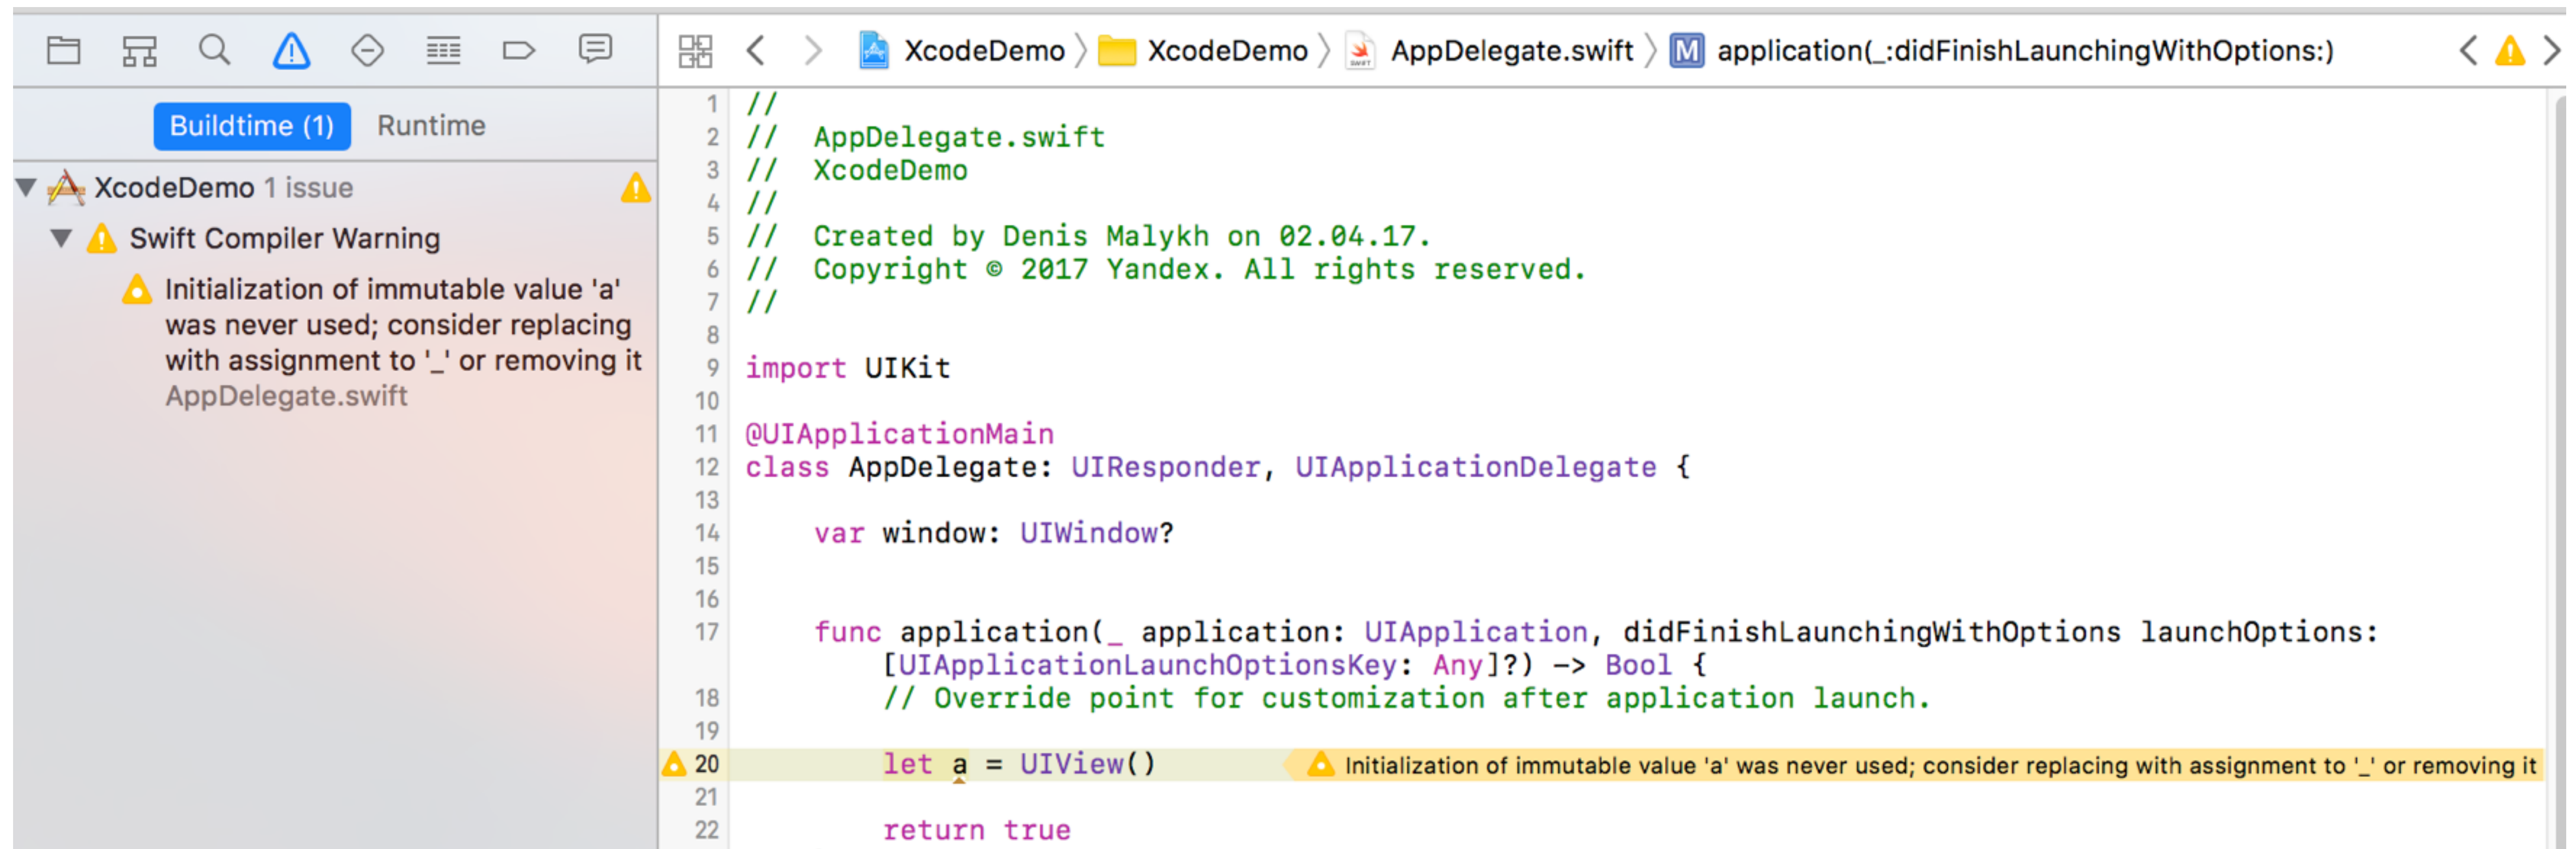 XcodeDemo XcodeDemo AppDelegate.swift M application(_:didFinishLaunchingWithOptions:)
Buildtime (1) Runtime
XcodeDemo 1 issue
Swift Compiler Warning
Initialization of immutable value 'a'
was never used; consider replacing
with assignment to '_' or removing it
AppDelegate.swift
1 //
2 //  AppDelegate.swift
3 //  XcodeDemo
4 //
5 //  Created by Denis Malykh on 02.04.17.
6 //  Copyright © 2017 Yandex. All rights reserved.
7 //
8
9 import UIKit
10
11 @UIApplicationMain
12 class AppDelegate: UIResponder, UIApplicationDelegate {
13
14     var window: UIWindow?
15
16
17     func application(_ application: UIApplication, didFinishLaunchingWithOptions launchOptions:
        [UIApplicationLaunchOptionsKey: Any]?) -> Bool {
18         // Override point for customization after application launch.
19
20         let a = UIView() Initialization of immutable value 'a' was never used; consider replacing with assignment to '_' or removing it
21
22         return true